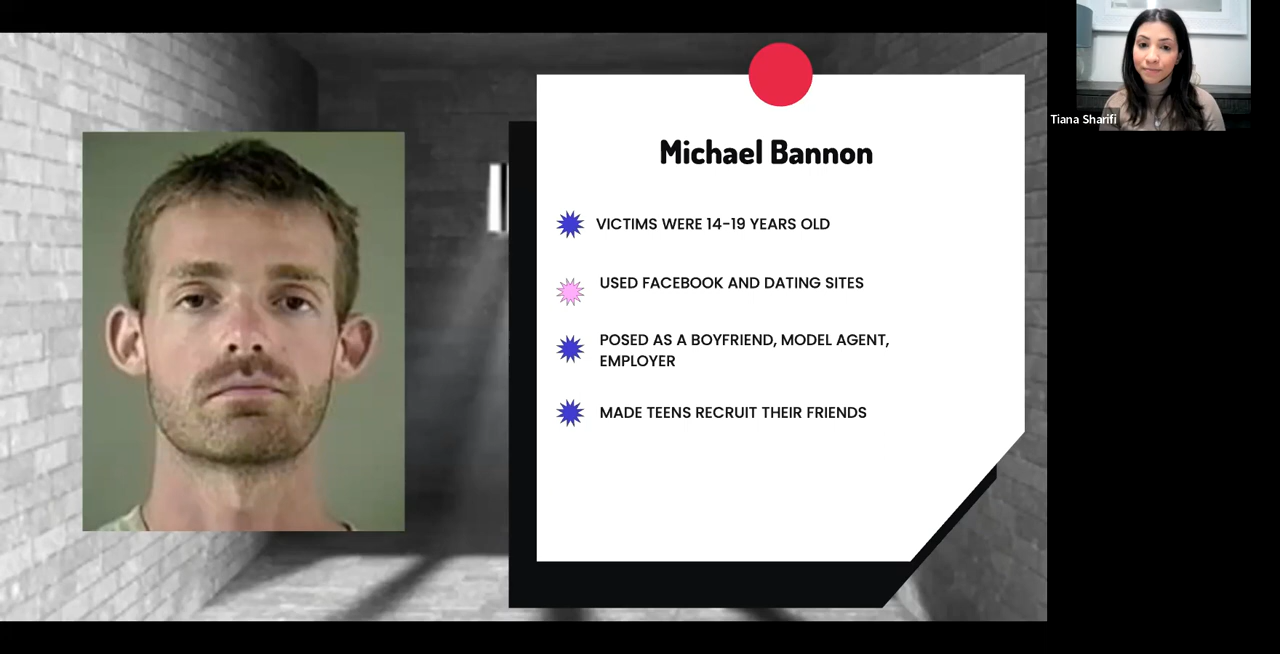 Michael Bannon
VICTIMS WERE 14-19 YEARS OLD
USED FACEBOOK AND DATING SITES
POSED AS A BOYFRIEND, MODEL AGENT,
EMPLOYER
MADE TEENS RECRUIT THEIR FRIENDS
Tiana Sharifi